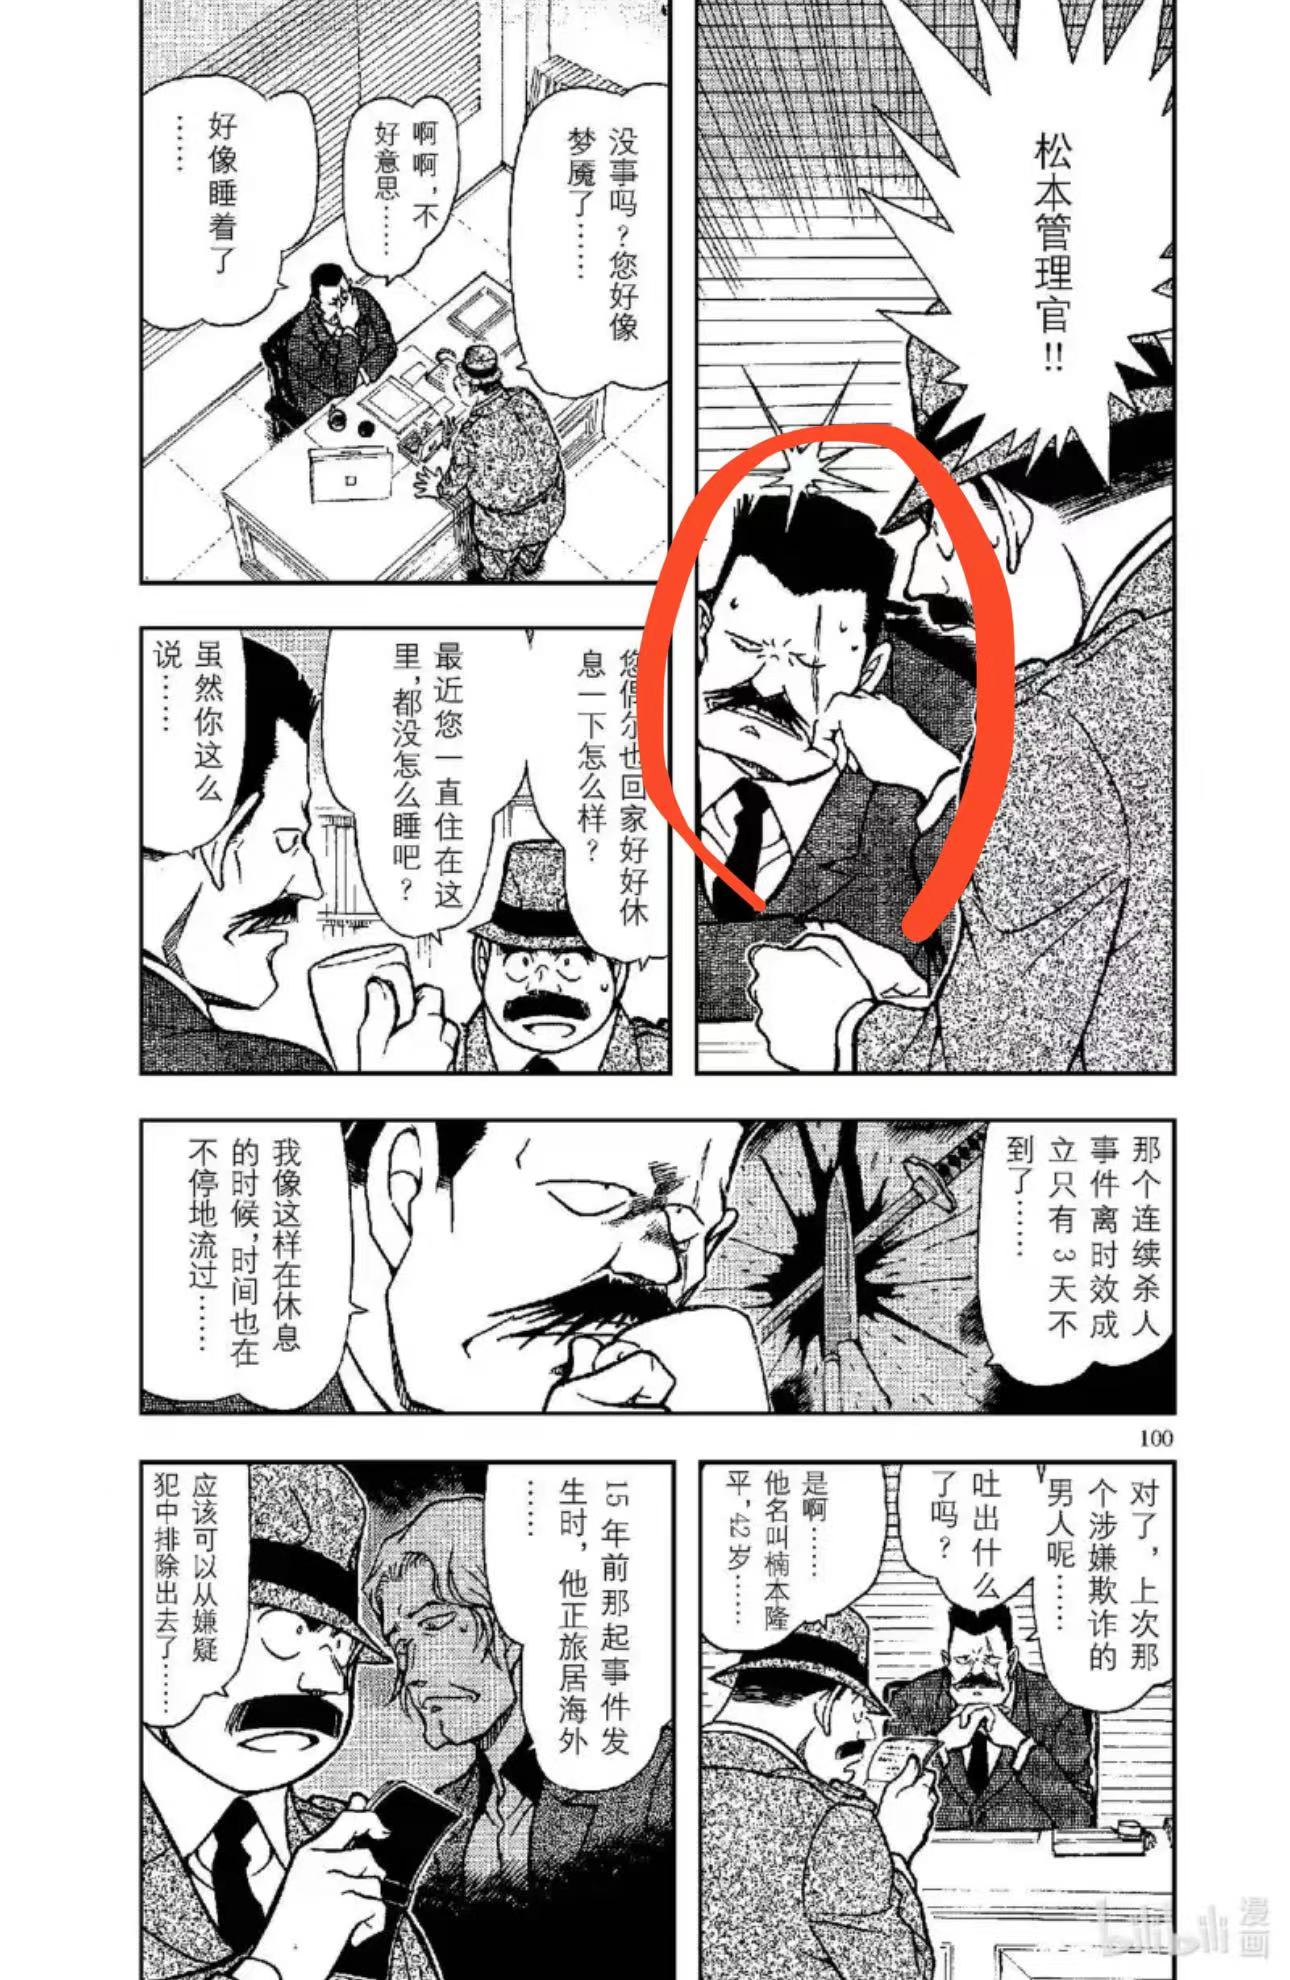 松本管理官!!
没事吗？您好像
梦魇了……
啊啊，不
好意思……
好像睡着了
……
您偶尔也回家好好休
息一下怎么样？
最近您一直住在这
里，都没怎么睡吧？
虽然你这么
说……
那个连续杀人
事件离时效成
立只有3天不
到了……
我像这样在休息
的时候，时间也在
不停地流过……
100
对了，上次那
个涉嫌欺诈的
男人呢……
吐出什么
了吗？
是啊……
他名叫楠本隆
平，42岁……
15年前那起事件发
生时，他正旅居海外
……
应该可以从嫌疑
犯中排除出去了……
bilibili
漫画